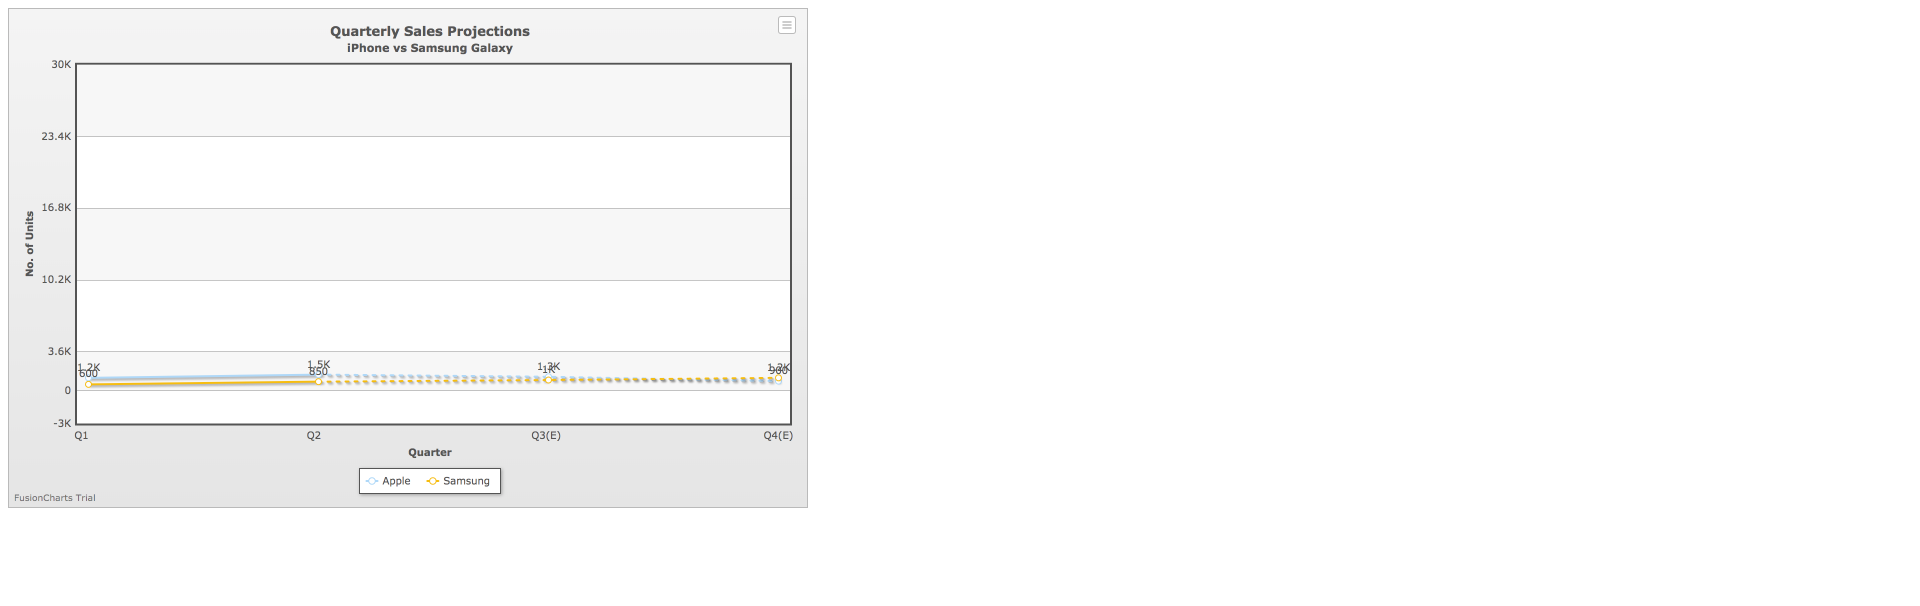 Quarterly Sales Projections
iPhone vs Samsung Galaxy
30K
23.4K
16.8K
10.2K
3.6K
0
-3K
No. of Units
1.2K
600
1.5K
850
1.3K
1K
1.2K
900
Q1
Q2
Q3(E)
Q4(E)
Quarter
Apple
Samsung
FusionCharts Trial